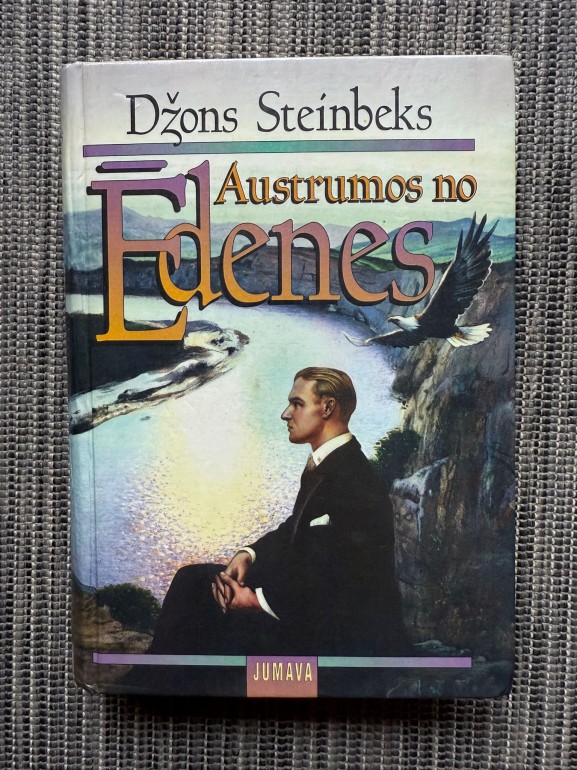 Džons Steinbeks
Austrumos no
Ēdenes
JUMAVA